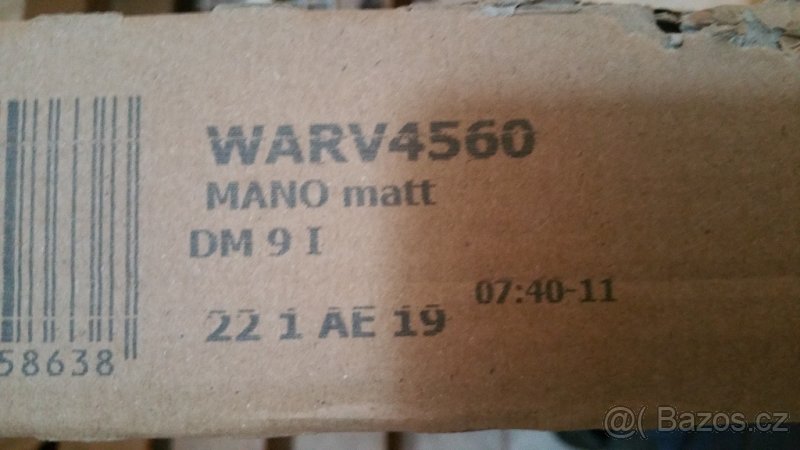 WARV4560
MANO matt
DM 9 I
07:40-11
22 1 AE 19
58638
@( Bazos.cz